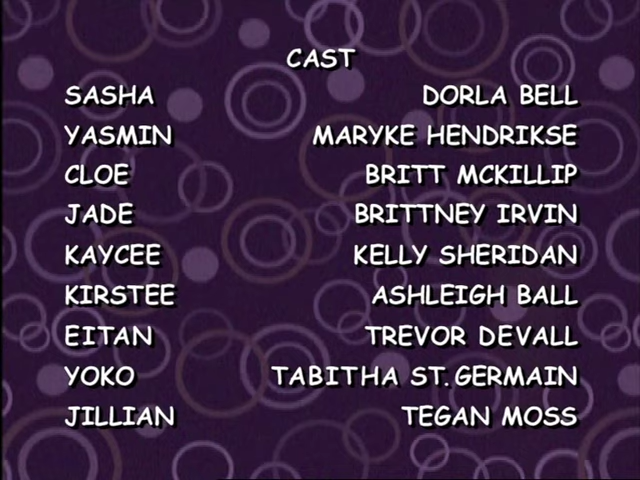 CAST
SASHA DORLA BELL
YASMIN MARYKE HENDRIKSE
CLOE BRITT MCKILLIP
JADE BRITTNEY IRVIN
KAYCEE KELLY SHERIDAN
KIRSTEE ASHLEIGH BALL
EITAN TREVOR DEVALL
YOKO TABITHA ST. GERMAIN
JILLIAN TEGAN MOSS